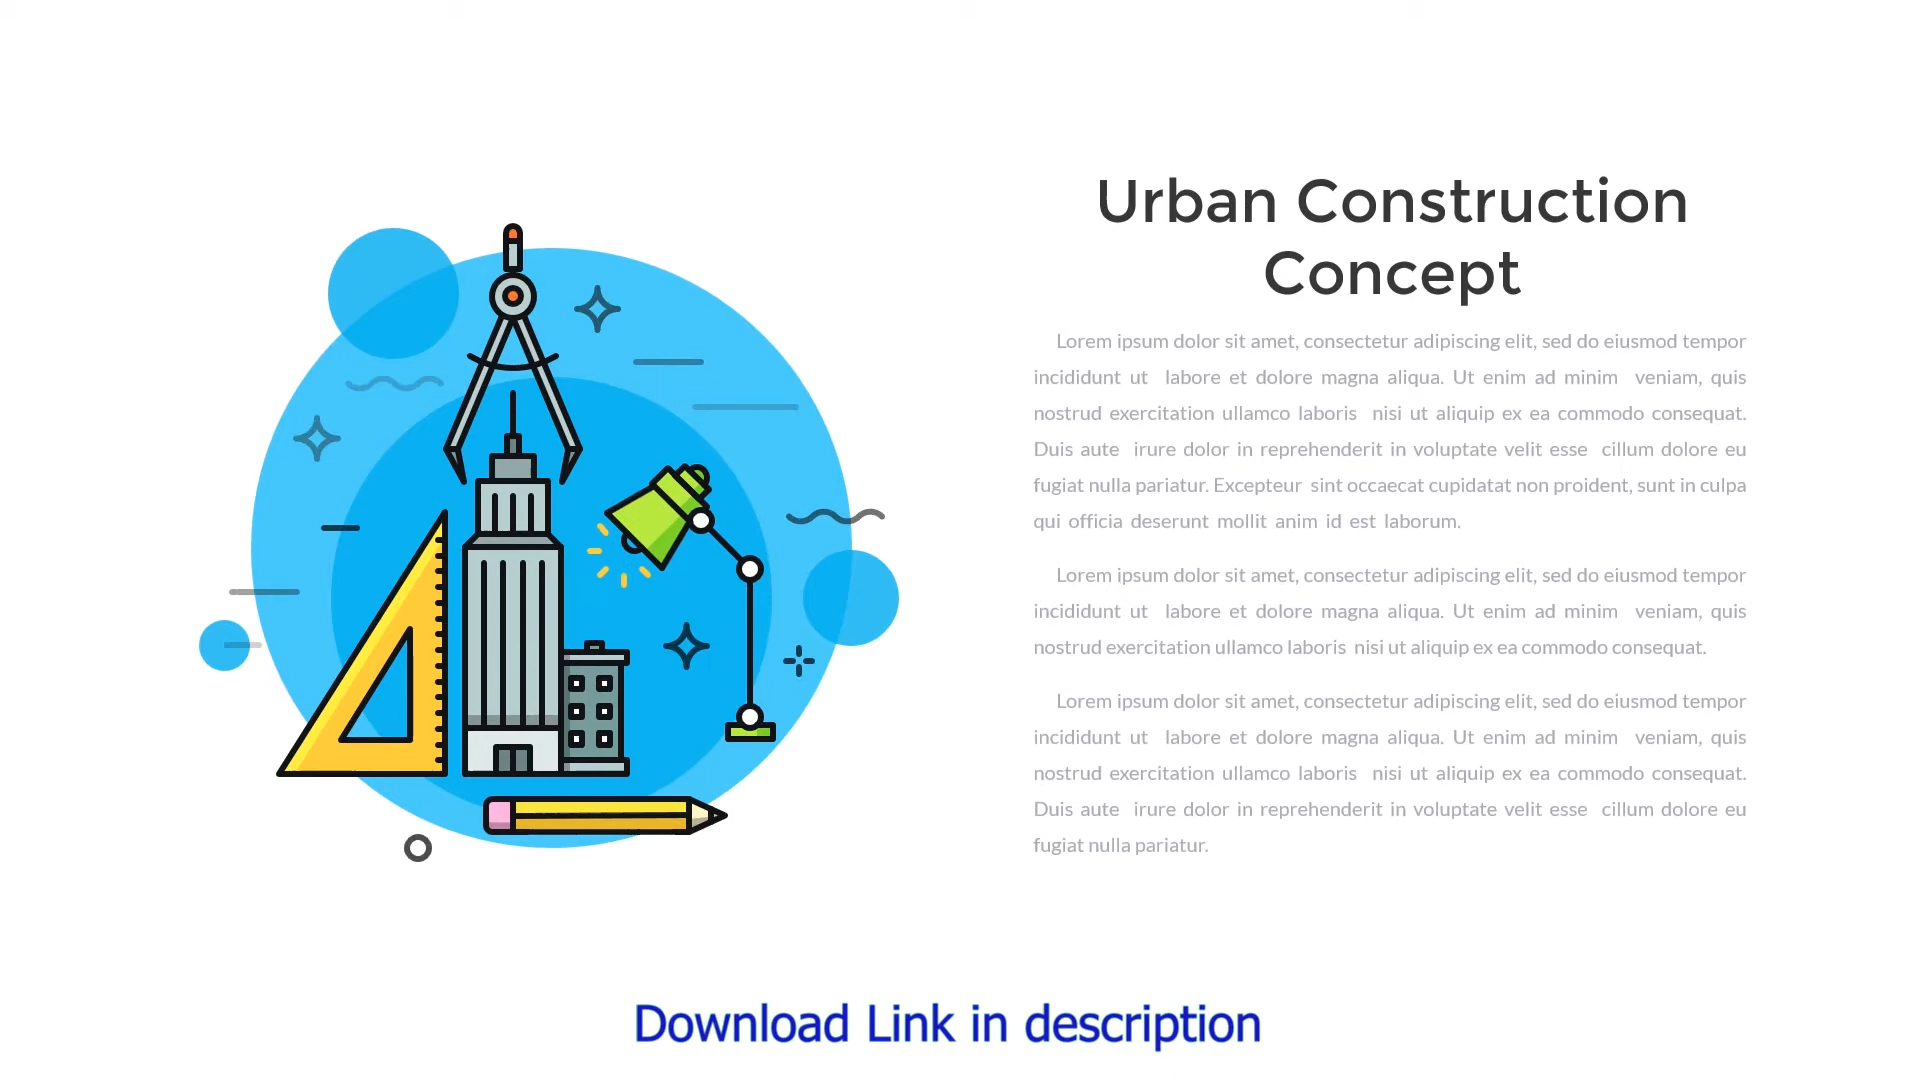 Urban Construction
Concept
Lorem ipsum dolor sit amet, consectetur adipiscing elit, sed do eiusmod tempor
incididunt ut labore et dolore magna aliqua. Ut enim ad minim veniam, quis
nostrud exercitation ullamco laboris nisi ut aliquip ex ea commodo consequat.
Duis aute irure dolor in reprehenderit in voluptate velit esse cillum dolore eu
fugiat nulla pariatur. Excepteur sint occaecat cupidatat non proident, sunt in culpa
qui officia deserunt mollit anim id est laborum.
Lorem ipsum dolor sit amet, consectetur adipiscing elit, sed do eiusmod tempor
incididunt ut labore et dolore magna aliqua. Ut enim ad minim veniam, quis
nostrud exercitation ullamco laboris nisi ut aliquip ex ea commodo consequat.
Lorem ipsum dolor sit amet, consectetur adipiscing elit, sed do eiusmod tempor
incididunt ut labore et dolore magna aliqua. Ut enim ad minim veniam, quis
nostrud exercitation ullamco laboris nisi ut aliquip ex ea commodo consequat.
Duis aute irure dolor in reprehenderit in voluptate velit esse cillum dolore eu
fugiat nulla pariatur.
Download Link in description